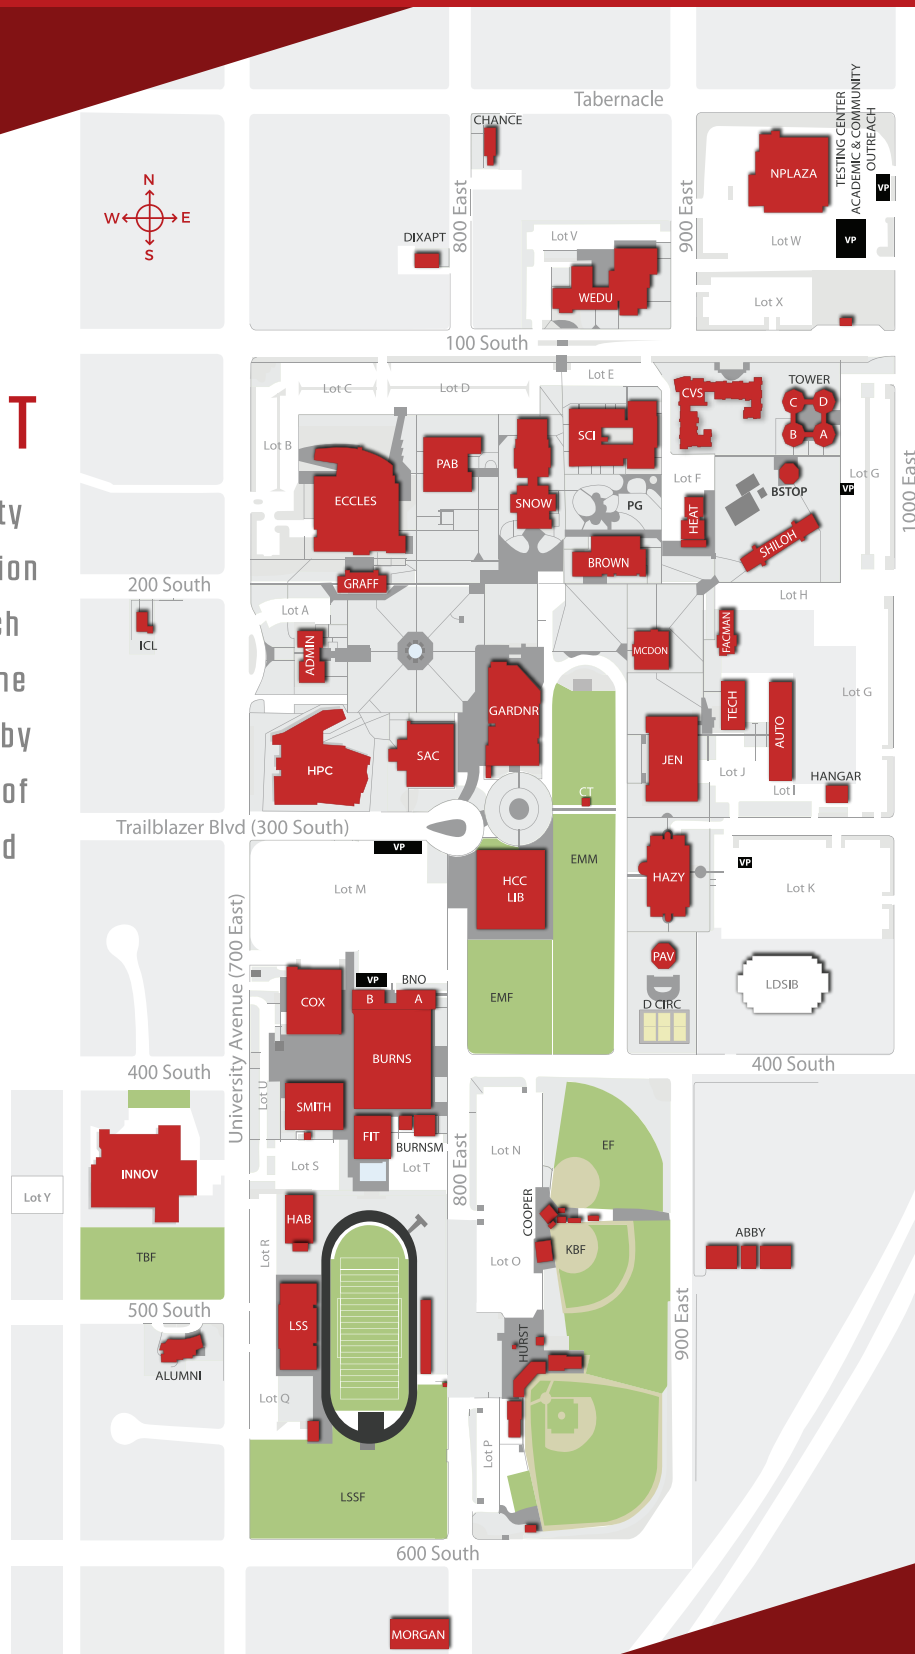 Tabernacle
CHANCE
TESTING CENTER
ACADEMIC & COMMUNITY
OUTREACH
NPLAZA
VP
VP
N
W E
S
800 East
900 East
DIXAPT
Lot V
Lot W
WEDU
Lot X
100 South
T
Lot C
Lot D
Lot E
CVS
TOWER
C D
B A
Lot B
PAB
SCI
ECCLES
SNOW
PG
Lot F
HEAT
BSTOP
VP
Lot G
1000 East
SHILOH
BROWN
ty
ion
ch
ne
by
of
d
200 South
GRAFF
Lot A
Lot H
ICL
ADMIN
MCDON
FACMAN
GARDNR
TECH
AUTO
Lot G
HPC
SAC
JEN
Lot J
HANGAR
Lot I
CT
Trailblazer Blvd (300 South)
VP
EMM
HCC
LIB
HAZY
VP
Lot K
Lot M
University Avenue (700 East)
PAV
VP
BNO
B A
COX
EMF
D
D CIRC
LDSIB
BURNS
400 South
400 South
Lot U
SMITH
FIT
BURNSM
800 East
Lot N
EF
INNOV
Lot S
Lot T
Lot Y
COOPER
HAB
KBF
ABBY
TBF
Lot R
Lot O
500 South
LSS
HURST
900 East
ALUMNI
Lot Q
Lot P
LSSF
600 South
MORGAN